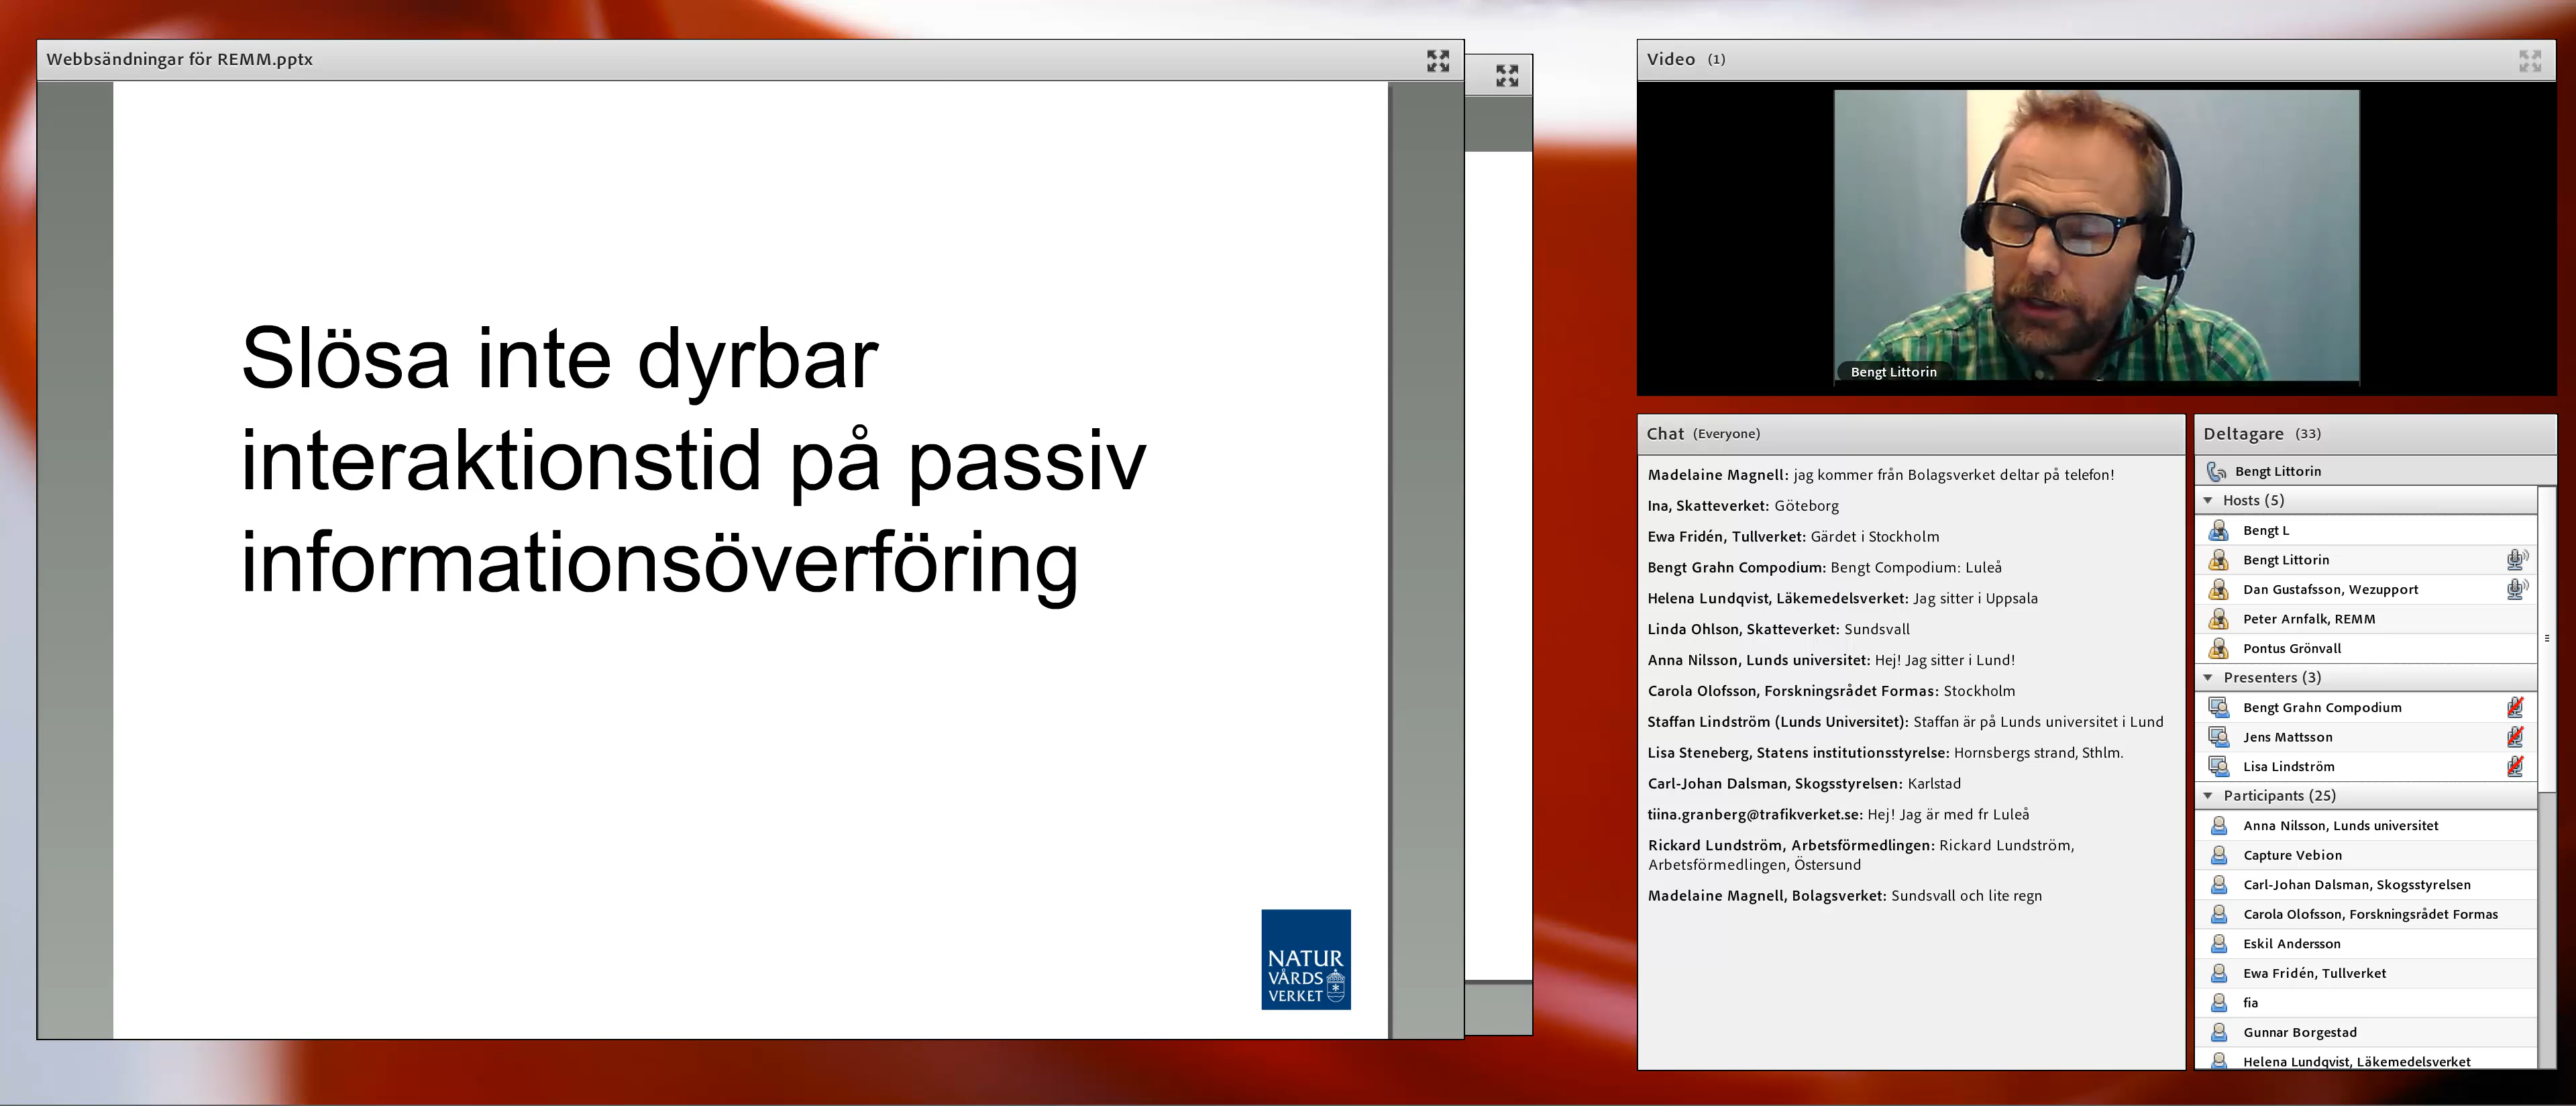 Webbsändningar för REMM.pptx
Slösa inte dyrbar
interaktionstid på passiv
informationsöverföring
NATUR
VÅRDS
VERKET
Video (1)
Bengt Littorin
Chat (Everyone)
Madelaine Magnell: jag kommer från Bolagsverket deltar på telefon!
Ina, Skatteverket: Göteborg
Ewa Fridén, Tullverket: Gärdet i Stockholm
Bengt Grahn Compodium: Bengt Compodium: Luleå
Helena Lundqvist, Läkemedelsverket: Jag sitter i Uppsala
Linda Ohlson, Skatteverket: Sundsvall
Anna Nilsson, Lunds universitet: Hej! Jag sitter i Lund!
Carola Olofsson, Forskningsrådet Formas: Stockholm
Staffan Lindström (Lunds Universitet): Staffan är på Lunds universitet i Lund
Lisa Steneberg, Statens institutionsstyrelse: Hornsbergs strand, Sthlm.
Carl-Johan Dalsman, Skogsstyrelsen: Karlstad
tiina.granberg@trafikverket.se: Hej! Jag är med fr Luleå
Rickard Lundström, Arbetsförmedlingen: Rickard Lundström,
Arbetsförmedlingen, Östersund
Madelaine Magnell, Bolagsverket: Sundsvall och lite regn
Deltagare (33)
Bengt Littorin
Hosts (5)
Bengt L
Bengt Littorin
Dan Gustafsson, Wezupport
Peter Arnfalk, REMM
Pontus Grönvall
Presenters (3)
Bengt Grahn Compodium
Jens Mattsson
Lisa Lindström
Participants (25)
Anna Nilsson, Lunds universitet
Capture Vebion
Carl-Johan Dalsman, Skogsstyrelsen
Carola Olofsson, Forskningsrådet Formas
Eskil Andersson
Ewa Fridén, Tullverket
fia
Gunnar Borgestad
Helena Lundqvist, Läkemedelsverket